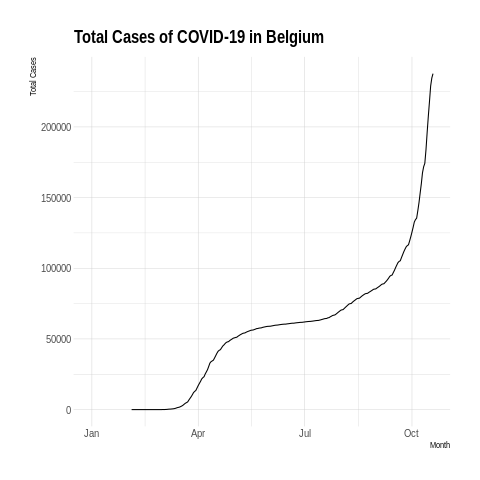 Total Cases of COVID-19 in Belgium
Total Cases
200000
150000
100000
50000
0
Jan Apr Jul Oct
Month